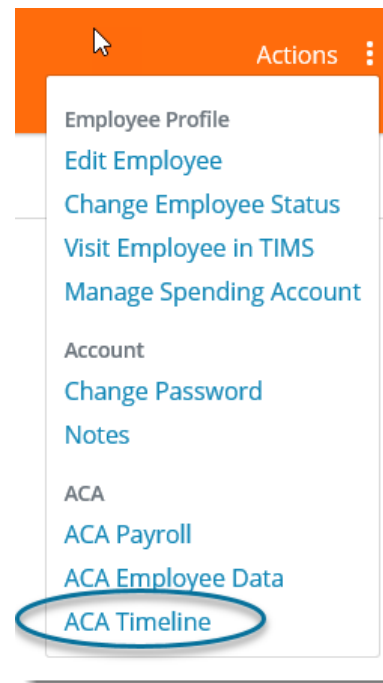 Actions
Employee Profile
Edit Employee
Change Employee Status
Visit Employee in TIMS
Manage Spending Account
Account
Change Password
Notes
ACA
ACA Payroll
ACA Employee Data
ACA Timeline